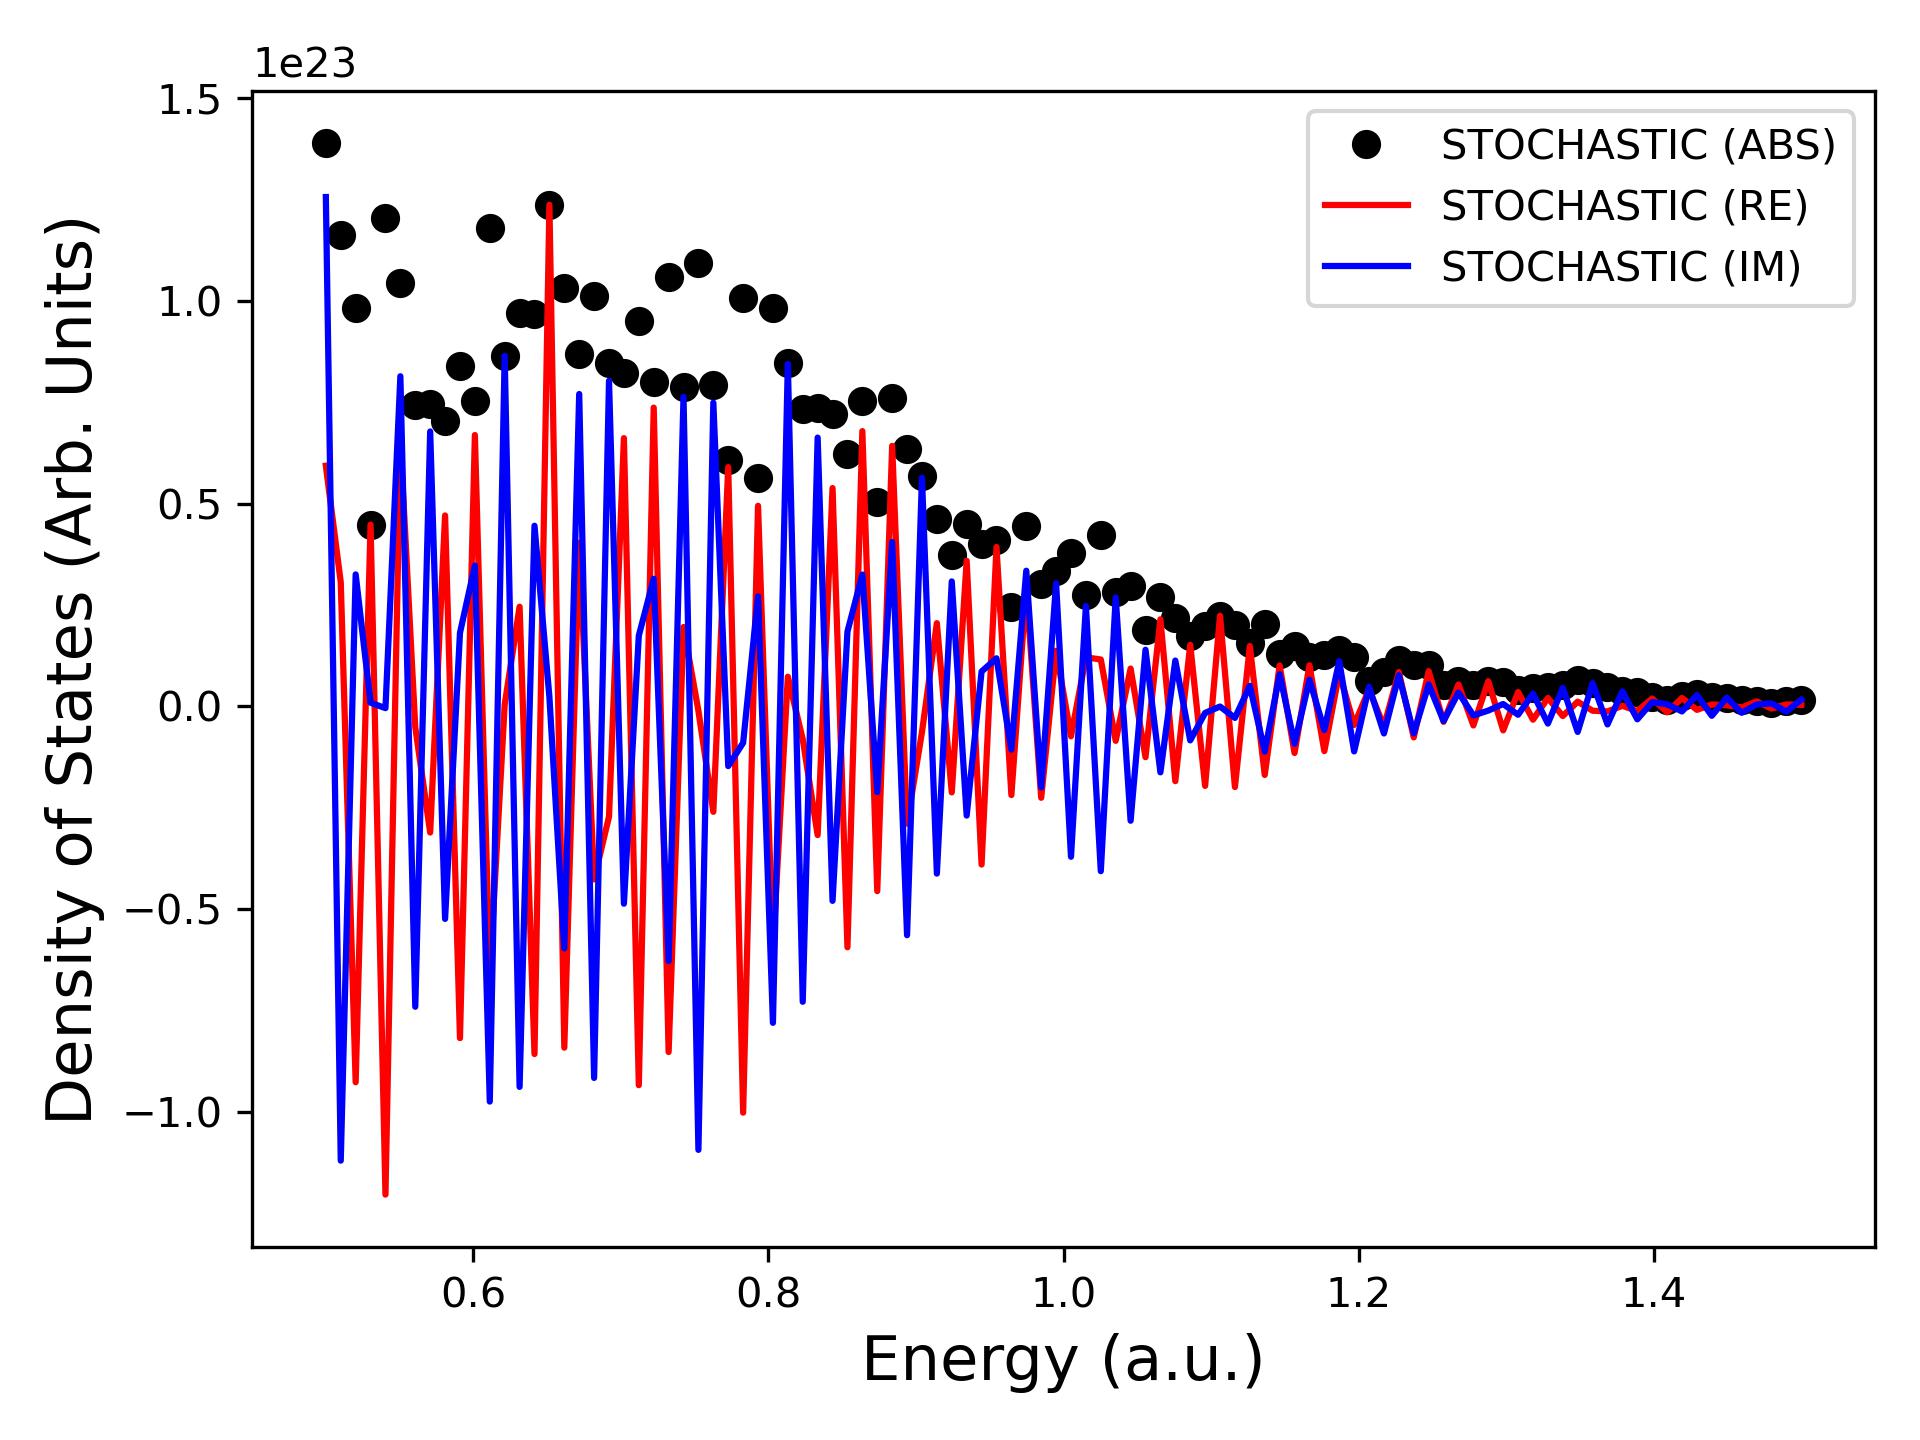 1e23
1.5
1.0
0.5
0.0
−0.5
−1.0
Density of States (Arb. Units)
STOCHASTIC (ABS)
STOCHASTIC (RE)
STOCHASTIC (IM)
0.6 0.8 1.0 1.2 1.4
Energy (a.u.)